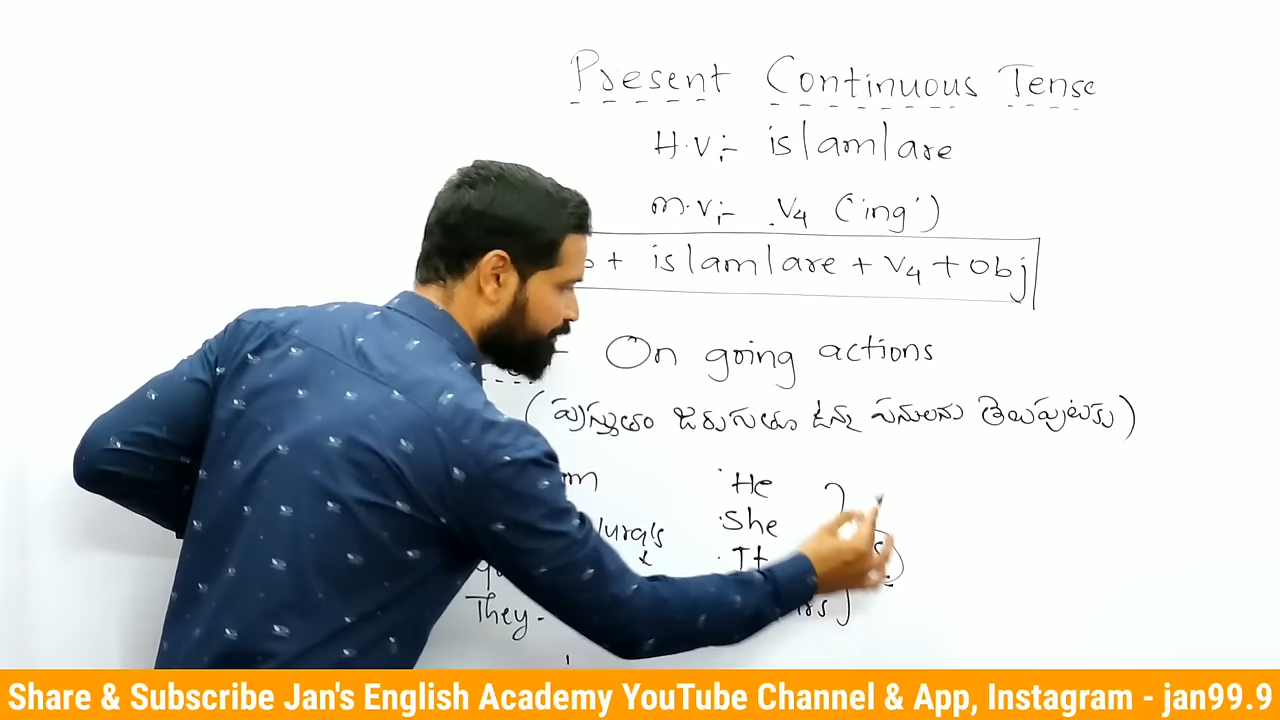 Present Continuous Tense
H.V:- is/am/are
m.v:- V4 ('ing')
+ is/am/are + V4 + obj
On going actions
(ప్రస్తుతం జరుగుతూ ఉన్న పనులను తెలుపుటకు)
He
She
It
They
Share & Subscribe Jan's English Academy YouTube Channel & App, Instagram - jan99.9